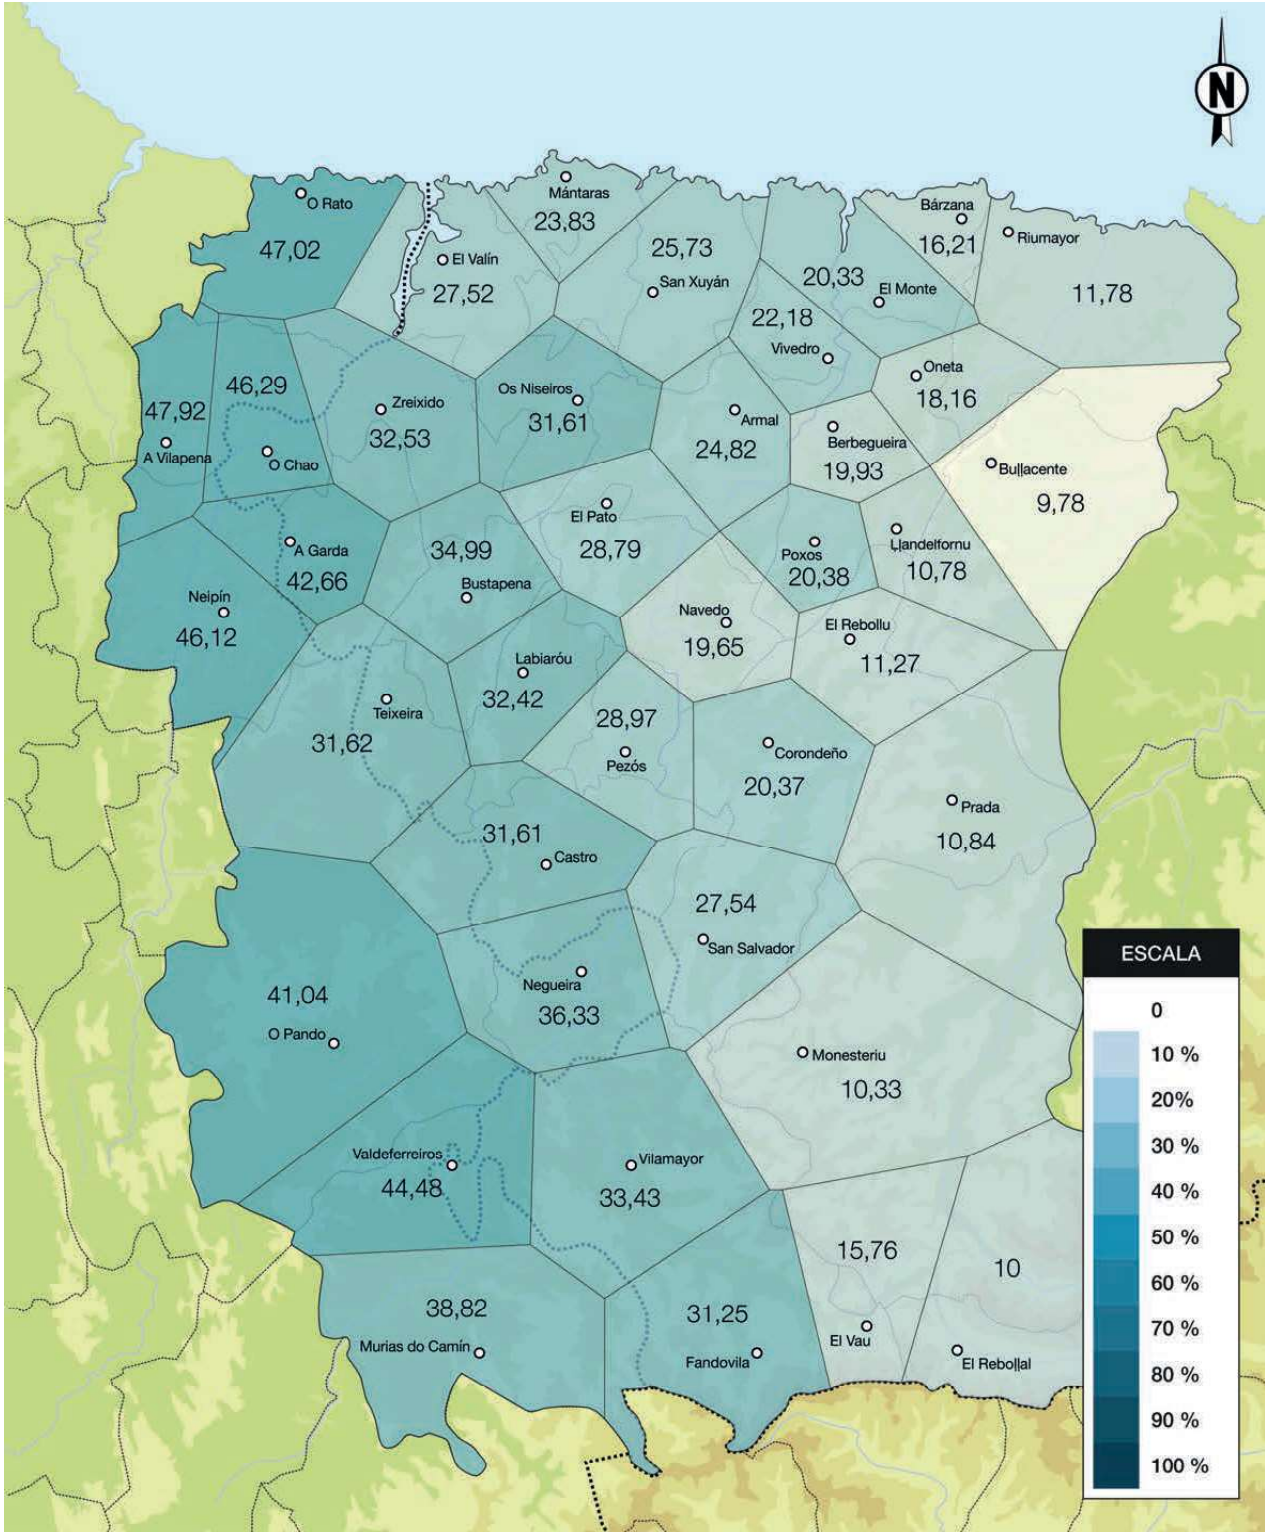 N
Mántaras
23,83
O Rato
47,02
Bárzana
16,21
Riumayor
11,78
El Valín
27,52
25,73
San Xuyán
20,33
El Monte
22,18
Vivedro
Oneta
18,16
46,29
O Chao
47,92
A Vilapena
Zreixido
32,53
Os Niseiros
31,61
Armal
24,82
Berbegueira
19,93
Buḷḷacente
9,78
El Pato
28,79
A Garda
42,66
34,99
Bustapena
Poxos
20,38
Ḷḷandelfornu
10,78
Neipín
46,12
Navedo
19,65
El Rebollu
11,27
Labiaróu
32,42
Teixeira
31,62
28,97
Pezós
Corondeño
20,37
Prada
10,84
31,61
Castro
27,54
San Salvador
Negueira
36,33
41,04
O Pando
Monesteriu
10,33
Valdeferreiros
44,48
Vilamayor
33,43
15,76
El Vau
10
El Reboḷḷal
38,82
Murias do Camín
31,25
Fandovila
ESCALA
0
10 %
20%
30 %
40 %
50 %
60 %
70 %
80 %
90 %
100 %